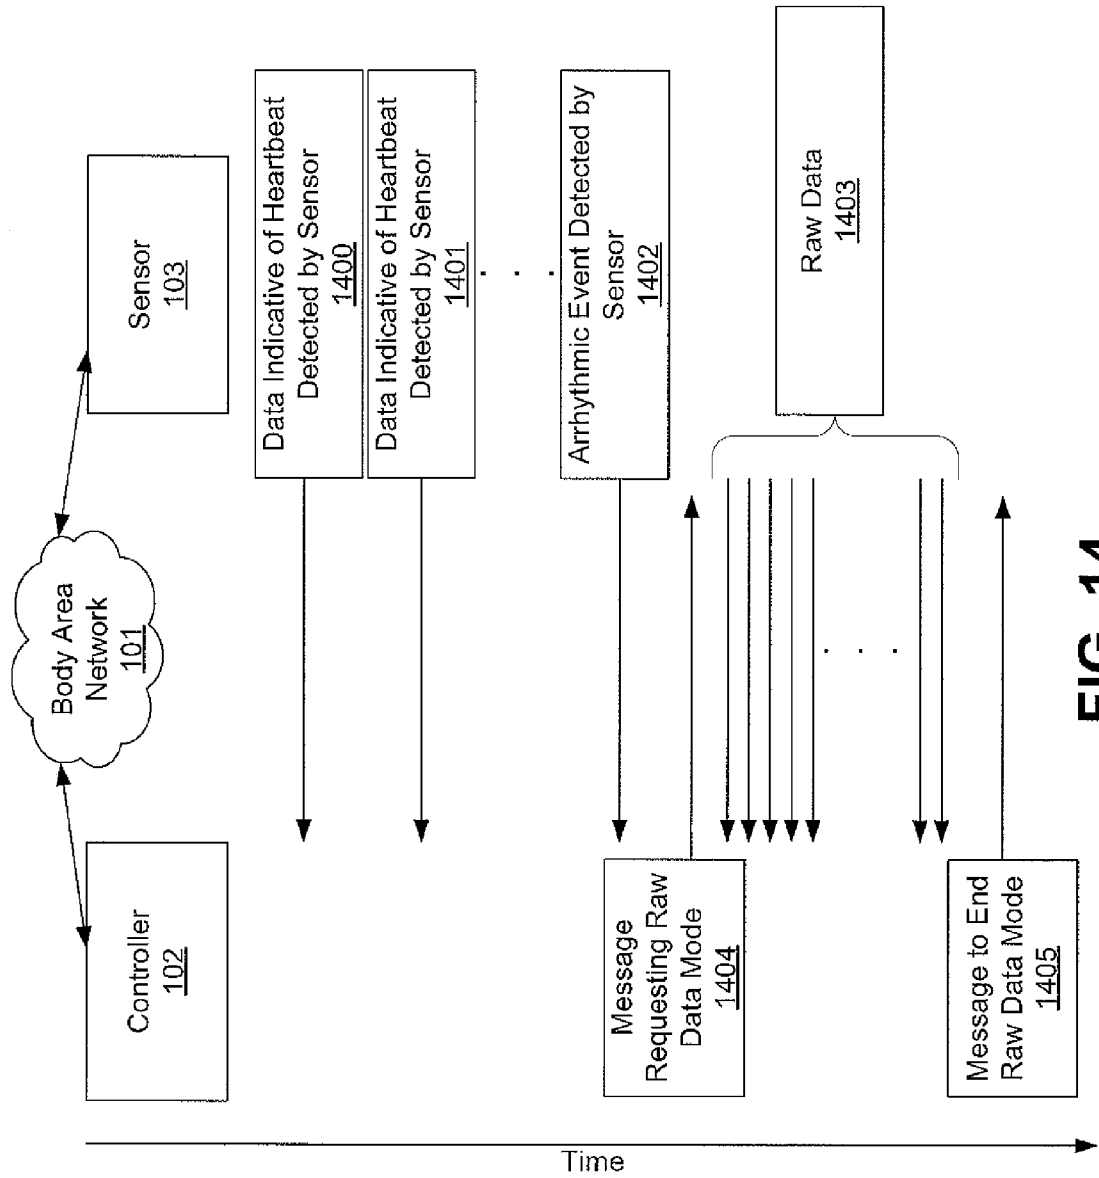 Body Area
Network
101
Controller
102
Sensor
103
Data Indicative of Heartbeat
Detected by Sensor
1400
Data Indicative of Heartbeat
Detected by Sensor
1401
Arrhythmic Event Detected by
Sensor
1402
Message
Requesting Raw
Data Mode
1404
Raw Data
1403
Message to End
Raw Data Mode
1405
Time
FIG. 14